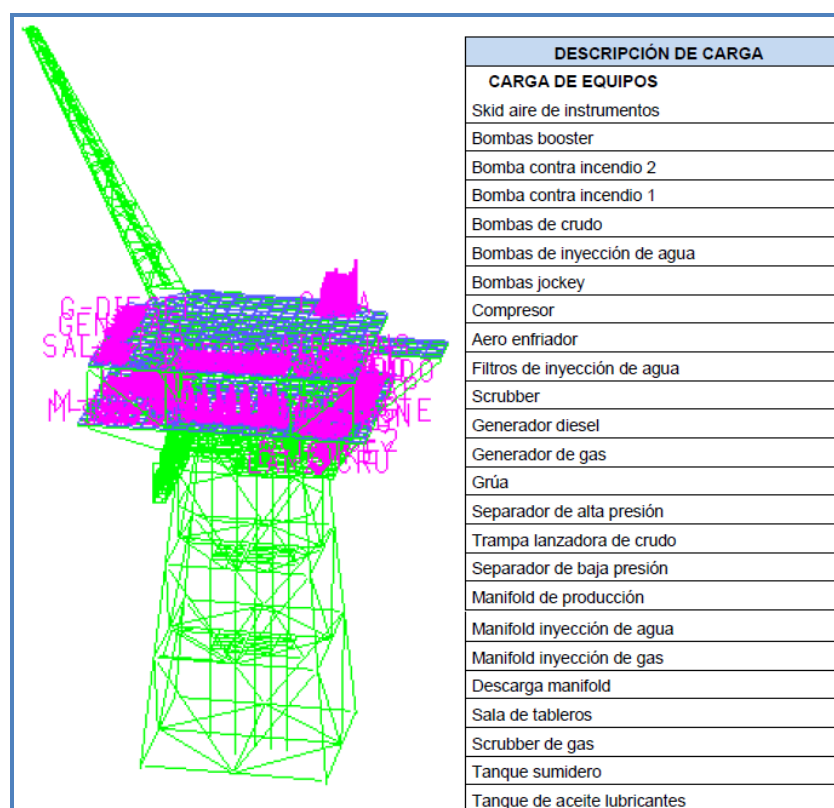 DESCRIPCIÓN DE CARGA
CARGA DE EQUIPOS
Skid aire de instrumentos
Bombas booster
Bomba contra incendio 2
Bomba contra incendio 1
Bombas de crudo
Bombas de inyección de agua
Bombas jockey
Compresor
Aero enfriador
Filtros de inyección de agua
Scrubber
Generador diesel
Generador de gas
Grúa
Separador de alta presión
Trampa lanzadora de crudo
Separador de baja presión
Manifold de producción
Manifold inyección de agua
Manifold inyección de gas
Descarga manifold
Sala de tableros
Scrubber de gas
Tanque sumidero
Tanque de aceite lubricantes